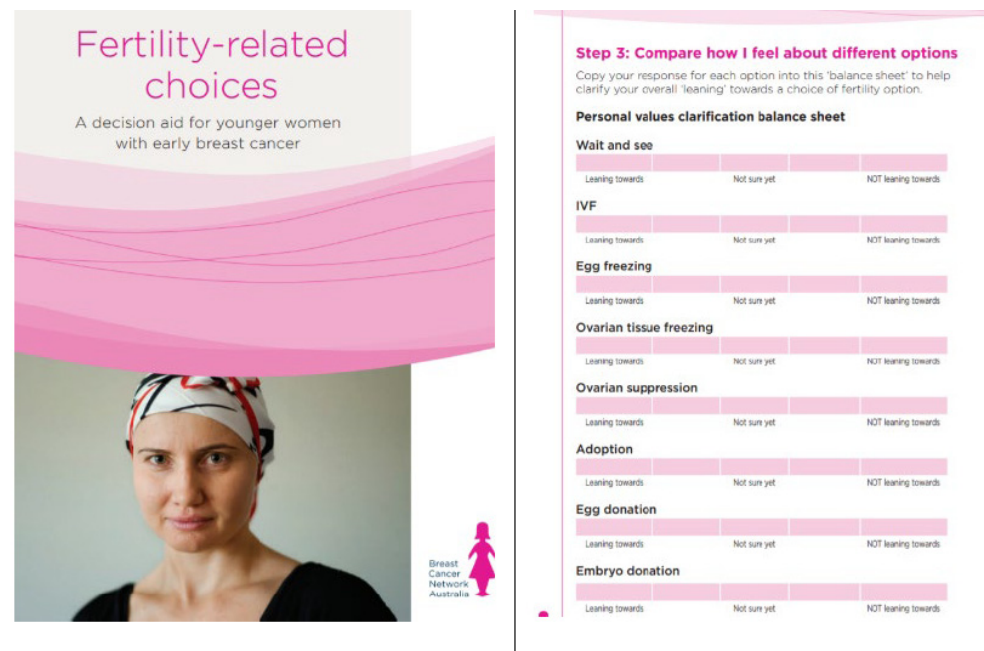 Fertility-related
choices
A decision aid for younger women
with early breast cancer
Breast
Cancer
Network
Australia
Step 3: Compare how I feel about different options
Copy your response for each option into this 'balance sheet' to help
clarify your overall 'leaning' towards a choice of fertility option.
Personal values clarification balance sheet
Wait and see
Leaning towards Not sure yet NOT leaning towards
IVF
Leaning towards Not sure yet NOT leaning towards
Egg freezing
Leaning towards Not sure yet NOT leaning towards
Ovarian tissue freezing
Leaning towards Not sure yet NOT leaning towards
Ovarian suppression
Leaning towards Not sure yet NOT leaning towards
Adoption
Leaning towards Not sure yet NOT leaning towards
Egg donation
Leaning towards Not sure yet NOT leaning towards
Embryo donation
Leaning towards Not sure yet NOT leaning towards